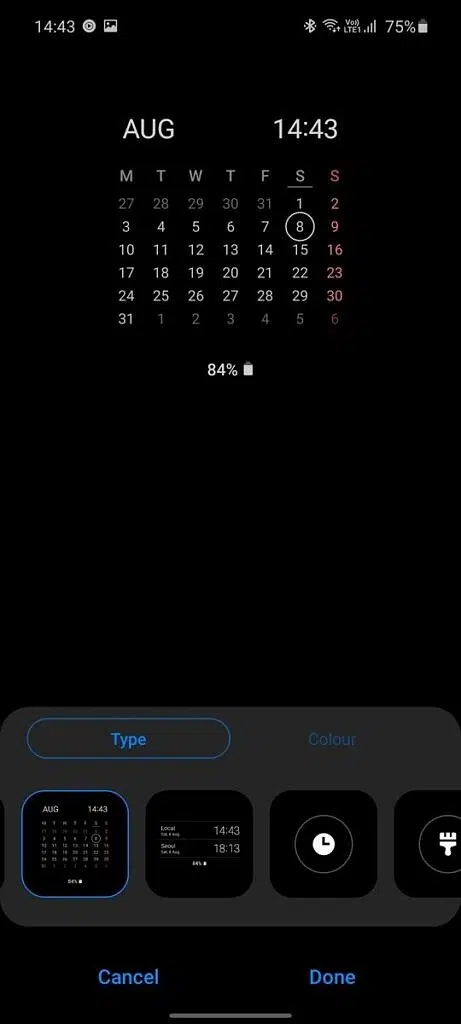 14:43 Vo)) LTE1 75%
AUG 14:43
M T W T F S S
27 28 29 30 31 1 2
3 4 5 6 7 8 9
10 11 12 13 14 15 16
17 18 19 20 21 22 23
24 25 26 27 28 29 30
31 1 2 3 4 5 6
84%
Type Colour
AUG 14:43
Local 14:43
Seoul 18:13
84%
84%
Cancel Done